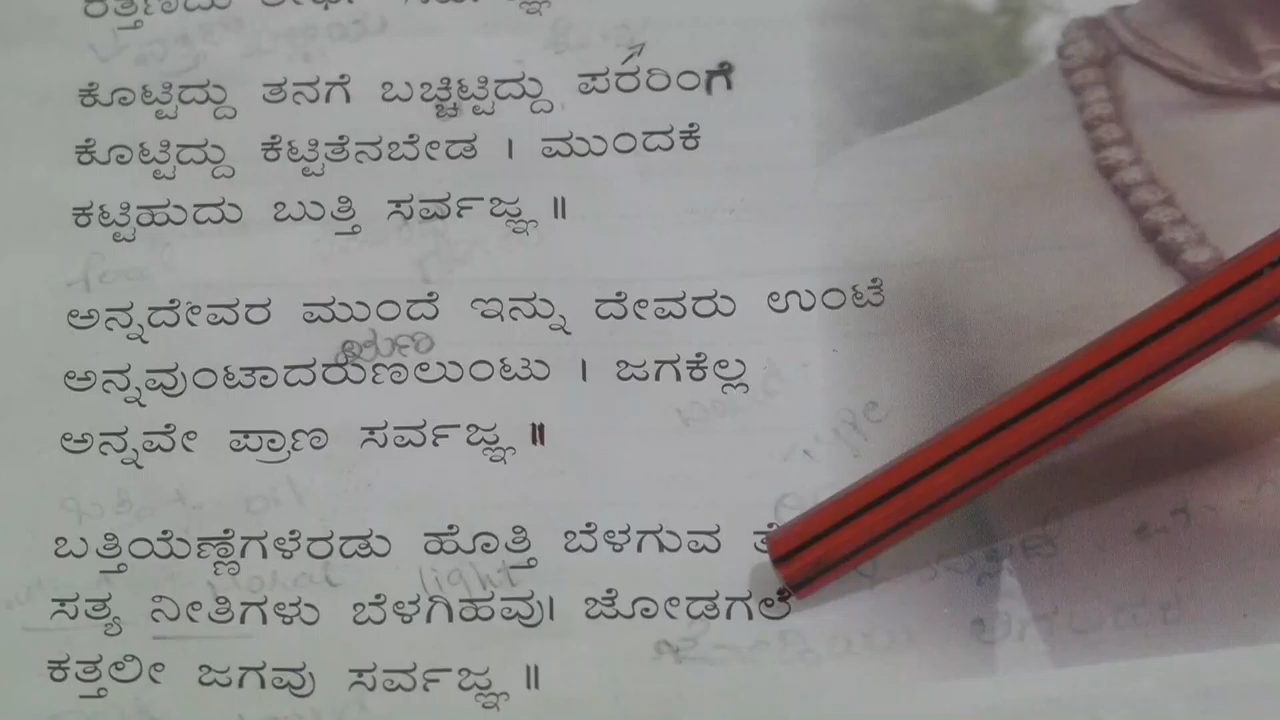 ಕೊಟ್ಟಿದ್ದು ತನಗೆ ಬಚ್ಚಿಟ್ಟಿದ್ದು ಪರರಿಂಗೆ
ಕೊಟ್ಟಿದ್ದು ಕೆಟ್ಟಿತೆನಬೇಡ । ಮುಂದಕೆ
ಕಟ್ಟಿಹುದು ಬುತ್ತಿ ಸರ್ವಜ್ಞ ॥
ಅನ್ನದೇವರ ಮುಂದೆ ಇನ್ನು ದೇವರು ಉಂಟೆ
ಅನ್ನವುಂಟಾದರುಣಲುಂಟು । ಜಗಕೆಲ್ಲ
ಅನ್ನವೇ ಪ್ರಾಣ ಸರ್ವಜ್ಞ ॥
ಬತ್ತಿಯೆಣ್ಣೆಗಳೆರಡು ಹೊತ್ತಿ ಬೆಳಗುವ
light
ಸತ್ಯ ನೀತಿಗಳು ಬೆಳಗಿಹವು। ಜೋಡಗಲೆ
ಕತ್ತಲೀ ಜಗವು ಸರ್ವಜ್ಞ ॥